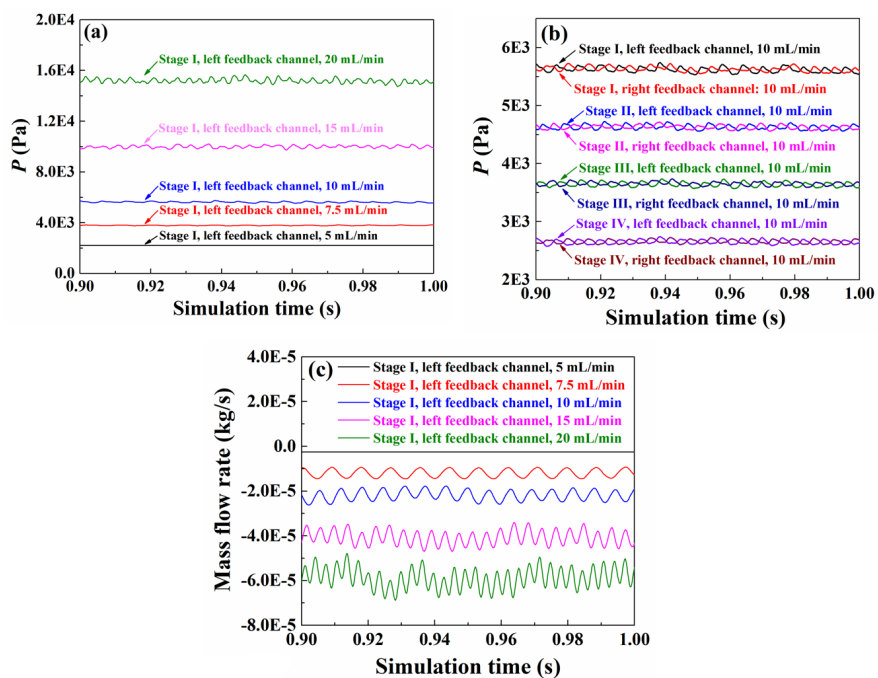 (a)
2.0E4
1.6E4
1.2E4
8.0E3
4.0E3
0.0
P (Pa)
Stage I, left feedback channel, 20 mL/min
Stage I, left feedback channel, 15 mL/min
Stage I, left feedback channel, 10 mL/min
Stage I, left feedback channel, 7.5 mL/min
Stage I, left feedback channel, 5 mL/min
0.90 0.92 0.94 0.96 0.98 1.00
Simulation time (s)
(b)
6E3
5E3
4E3
3E3
2E3
P (Pa)
Stage I, left feedback channel, 10 mL/min
Stage I, right feedback channel: 10 mL/min
Stage II, left feedback channel, 10 mL/min
Stage II, right feedback channel, 10 mL/min
Stage III, left feedback channel, 10 mL/min
Stage III, right feedback channel, 10 mL/min
Stage IV, left feedback channel, 10 mL/min
Stage IV, right feedback channel, 10 mL/min
0.90 0.92 0.94 0.96 0.98 1.00
Simulation time (s)
(c)
4.0E-5
2.0E-5
0.0
-2.0E-5
-4.0E-5
-6.0E-5
-8.0E-5
Mass flow rate (kg/s)
Stage I, left feedback channel, 5 mL/min
Stage I, left feedback channel, 7.5 mL/min
Stage I, left feedback channel, 10 mL/min
Stage I, left feedback channel, 15 mL/min
Stage I, left feedback channel, 20 mL/min
0.90 0.92 0.94 0.96 0.98 1.00
Simulation time (s)